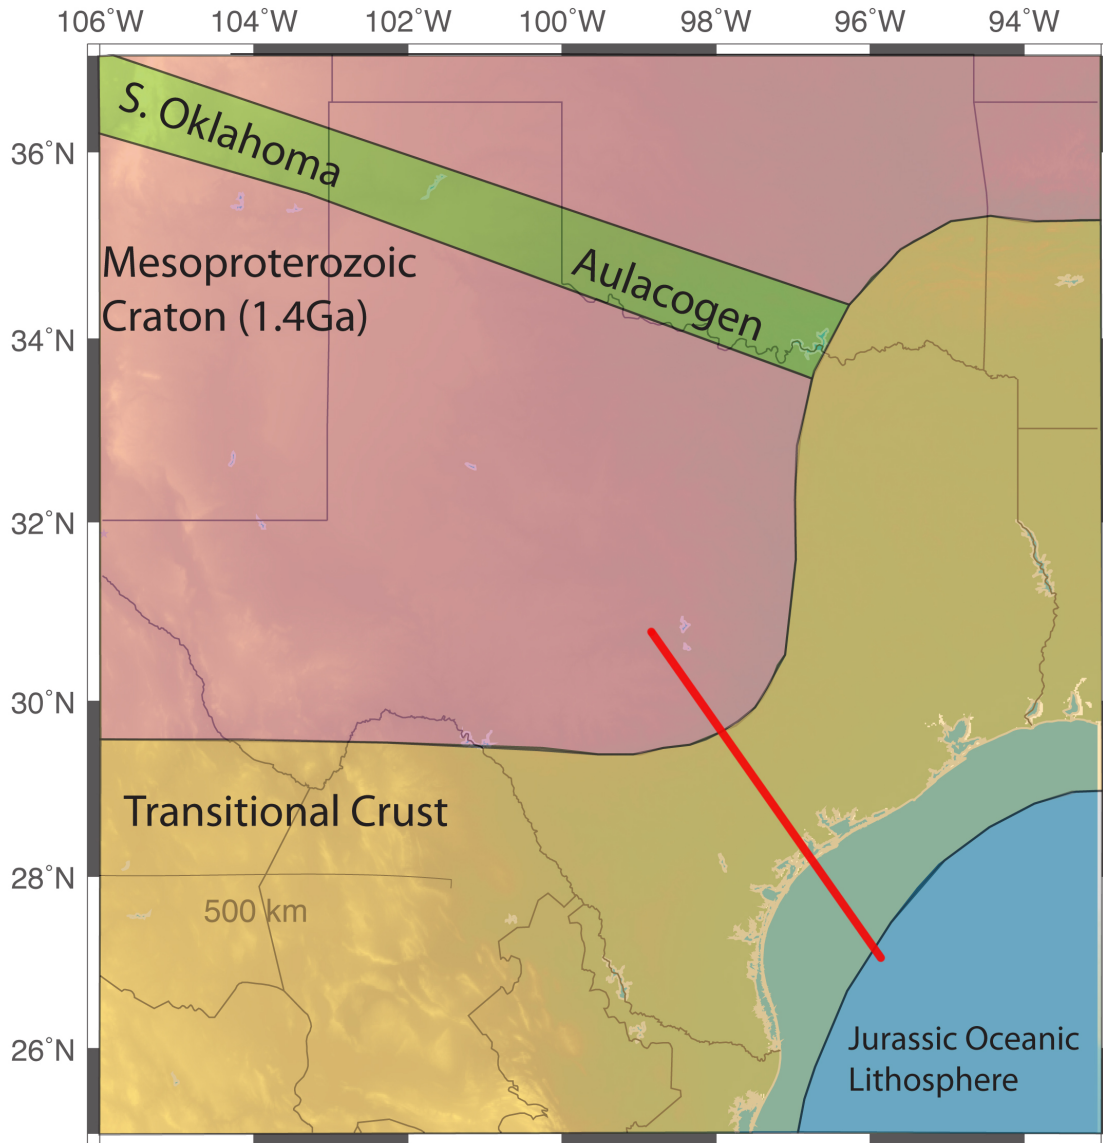 106˚W 104˚W 102˚W 100˚W 98˚W 96˚W 94˚W
36˚N
34˚N
32˚N
30˚N
28˚N
26˚N
S. Oklahoma
Aulacogen
Mesoproterozoic
Craton (1.4Ga)
Transitional Crust
500 km
Jurassic Oceanic
Lithosphere